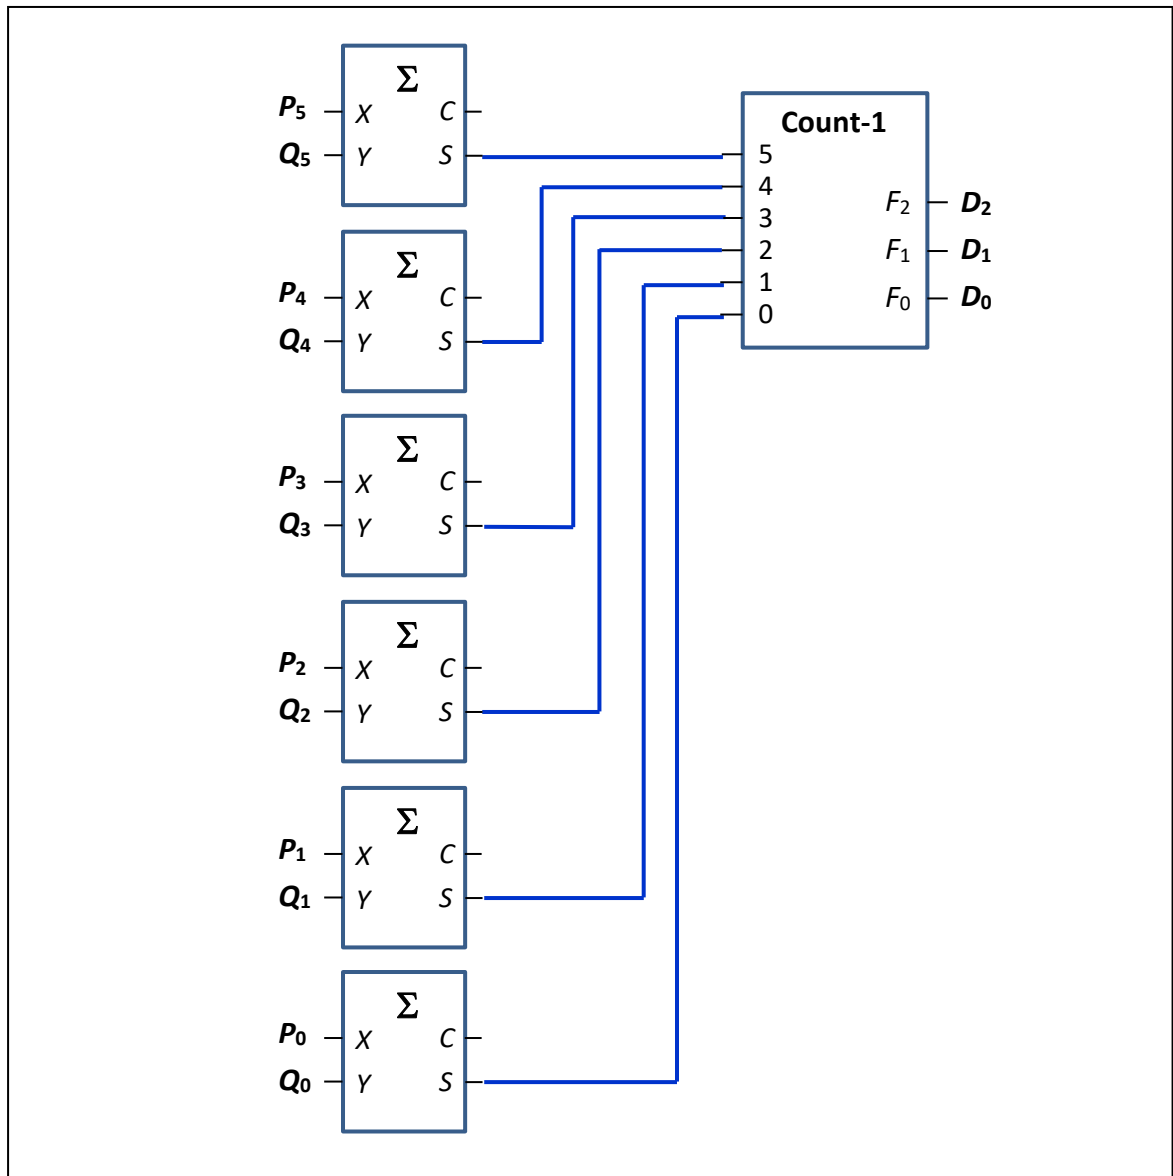 Σ
P5 X C
Q5 Y S
Σ
P4 X C
Q4 Y S
Σ
P3 X C
Q3 Y S
Σ
P2 X C
Q2 Y S
Σ
P1 X C
Q1 Y S
Σ
P0 X C
Q0 Y S
Count-1
5
4
3
2
1
0
F2 D2
F1 D1
F0 D0